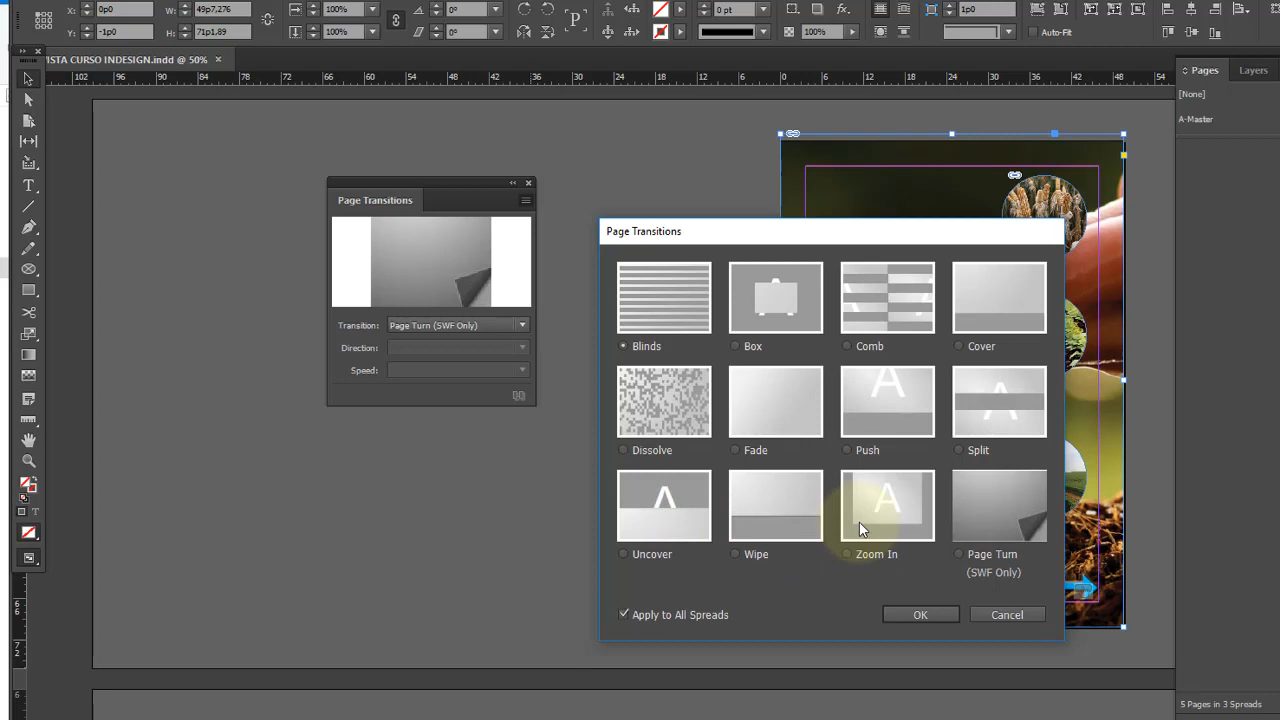 X: 0p0 W: 49p7,276 100% 0° 0 pt 1p0
Y: -1p0 H: 71p1.89 100% 0° P 100% Auto-Fit
VISTA CURSO INDESIGN.indd @ 50% ×
102 96 90 84 78 72 66 60 54 48 42 36 30 24 18 12 6 0 6 12 18 24 30 36 42 48 54
Pages Layers
[None]
A-Master
Page Transitions
Transition: Page Turn (SWF Only)
Direction:
Speed:
Page Transitions
Blinds Box Comb Cover
Dissolve Fade Push Split
Uncover Wipe Zoom In Page Turn
(SWF Only)
Apply to All Spreads OK Cancel
5 Pages in 3 Spreads